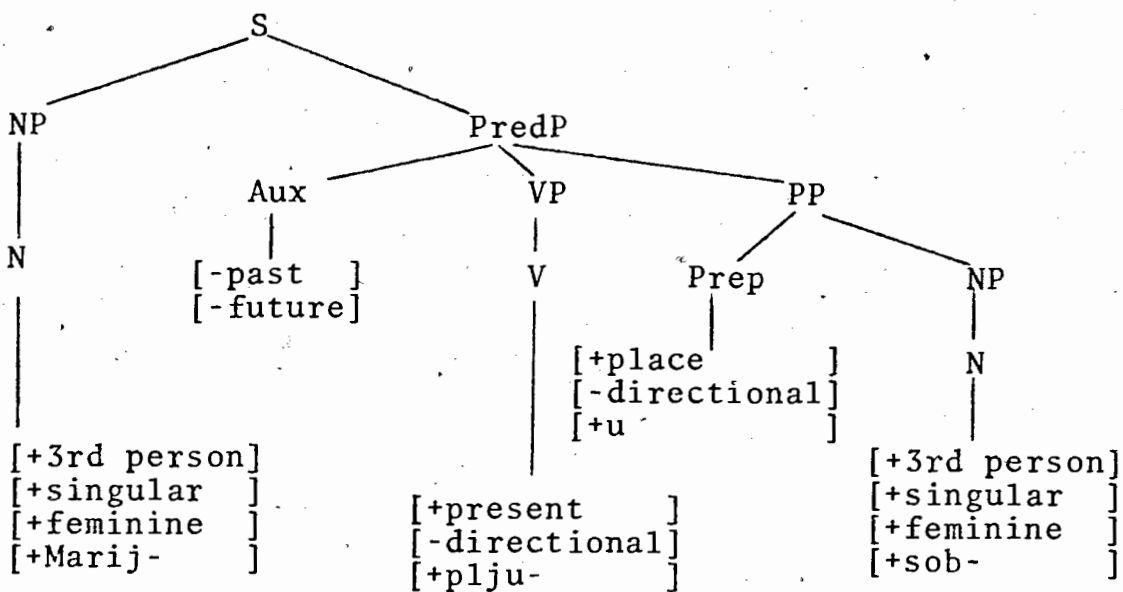 S
NP PredP
Aux VP PP
N [-past ] V Prep NP
[-future]
[+place ] N
[-directional]
[+u ]
[+3rd person] [+3rd person]
[+singular ] [+present ] [+singular ]
[+feminine ] [-directional] [+feminine ]
[+Marij- ] [+plju- ] [+sob- ]